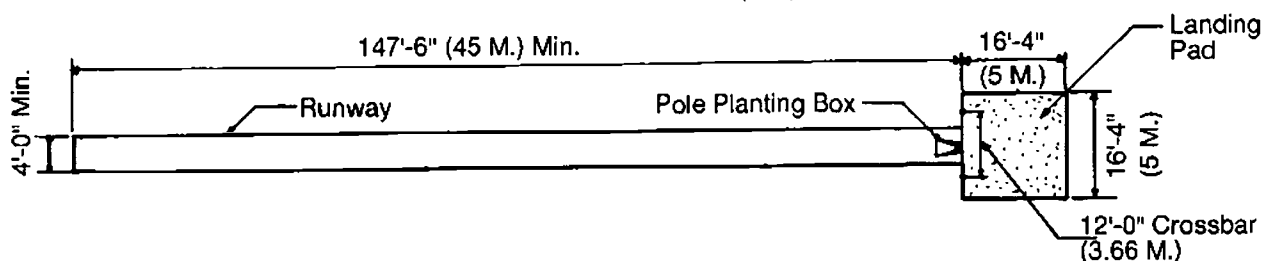 147'-6" (45 M.) Min.
16'-4"
(5 M.)
Landing
Pad
4'-0" Min.
Runway
Pole Planting Box
16'-4"
(5 M.)
12'-0" Crossbar
(3.66 M.)